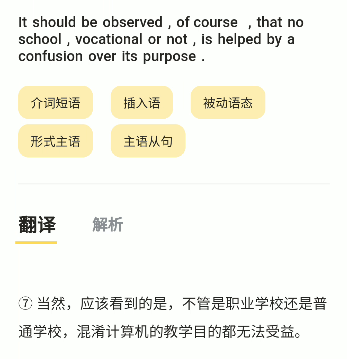 It should be observed , of course , that no
school , vocational or not , is helped by a
confusion over its purpose .
介词短语 插入语 被动语态
形式主语 主语从句
翻译 解析
⑦ 当然，应该看到的是，不管是职业学校还是普
通学校，混淆计算机的教学目的都无法受益。